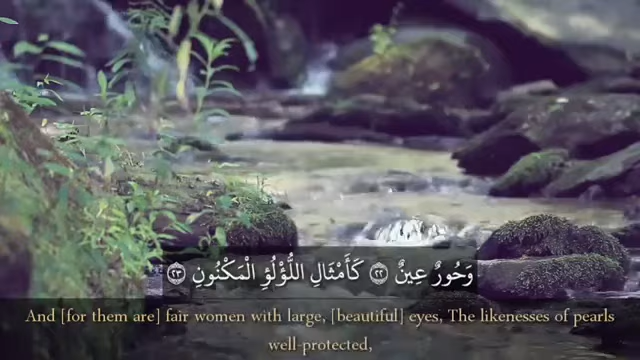 وَحُورٌ عِينٌ ﴿٢٢﴾ كَأَمْثَالِ اللُّؤْلُؤِ الْمَكْنُونِ ﴿٢٣﴾
And [for them are] fair women with large, [beautiful] eyes, The likenesses of pearls
well-protected,